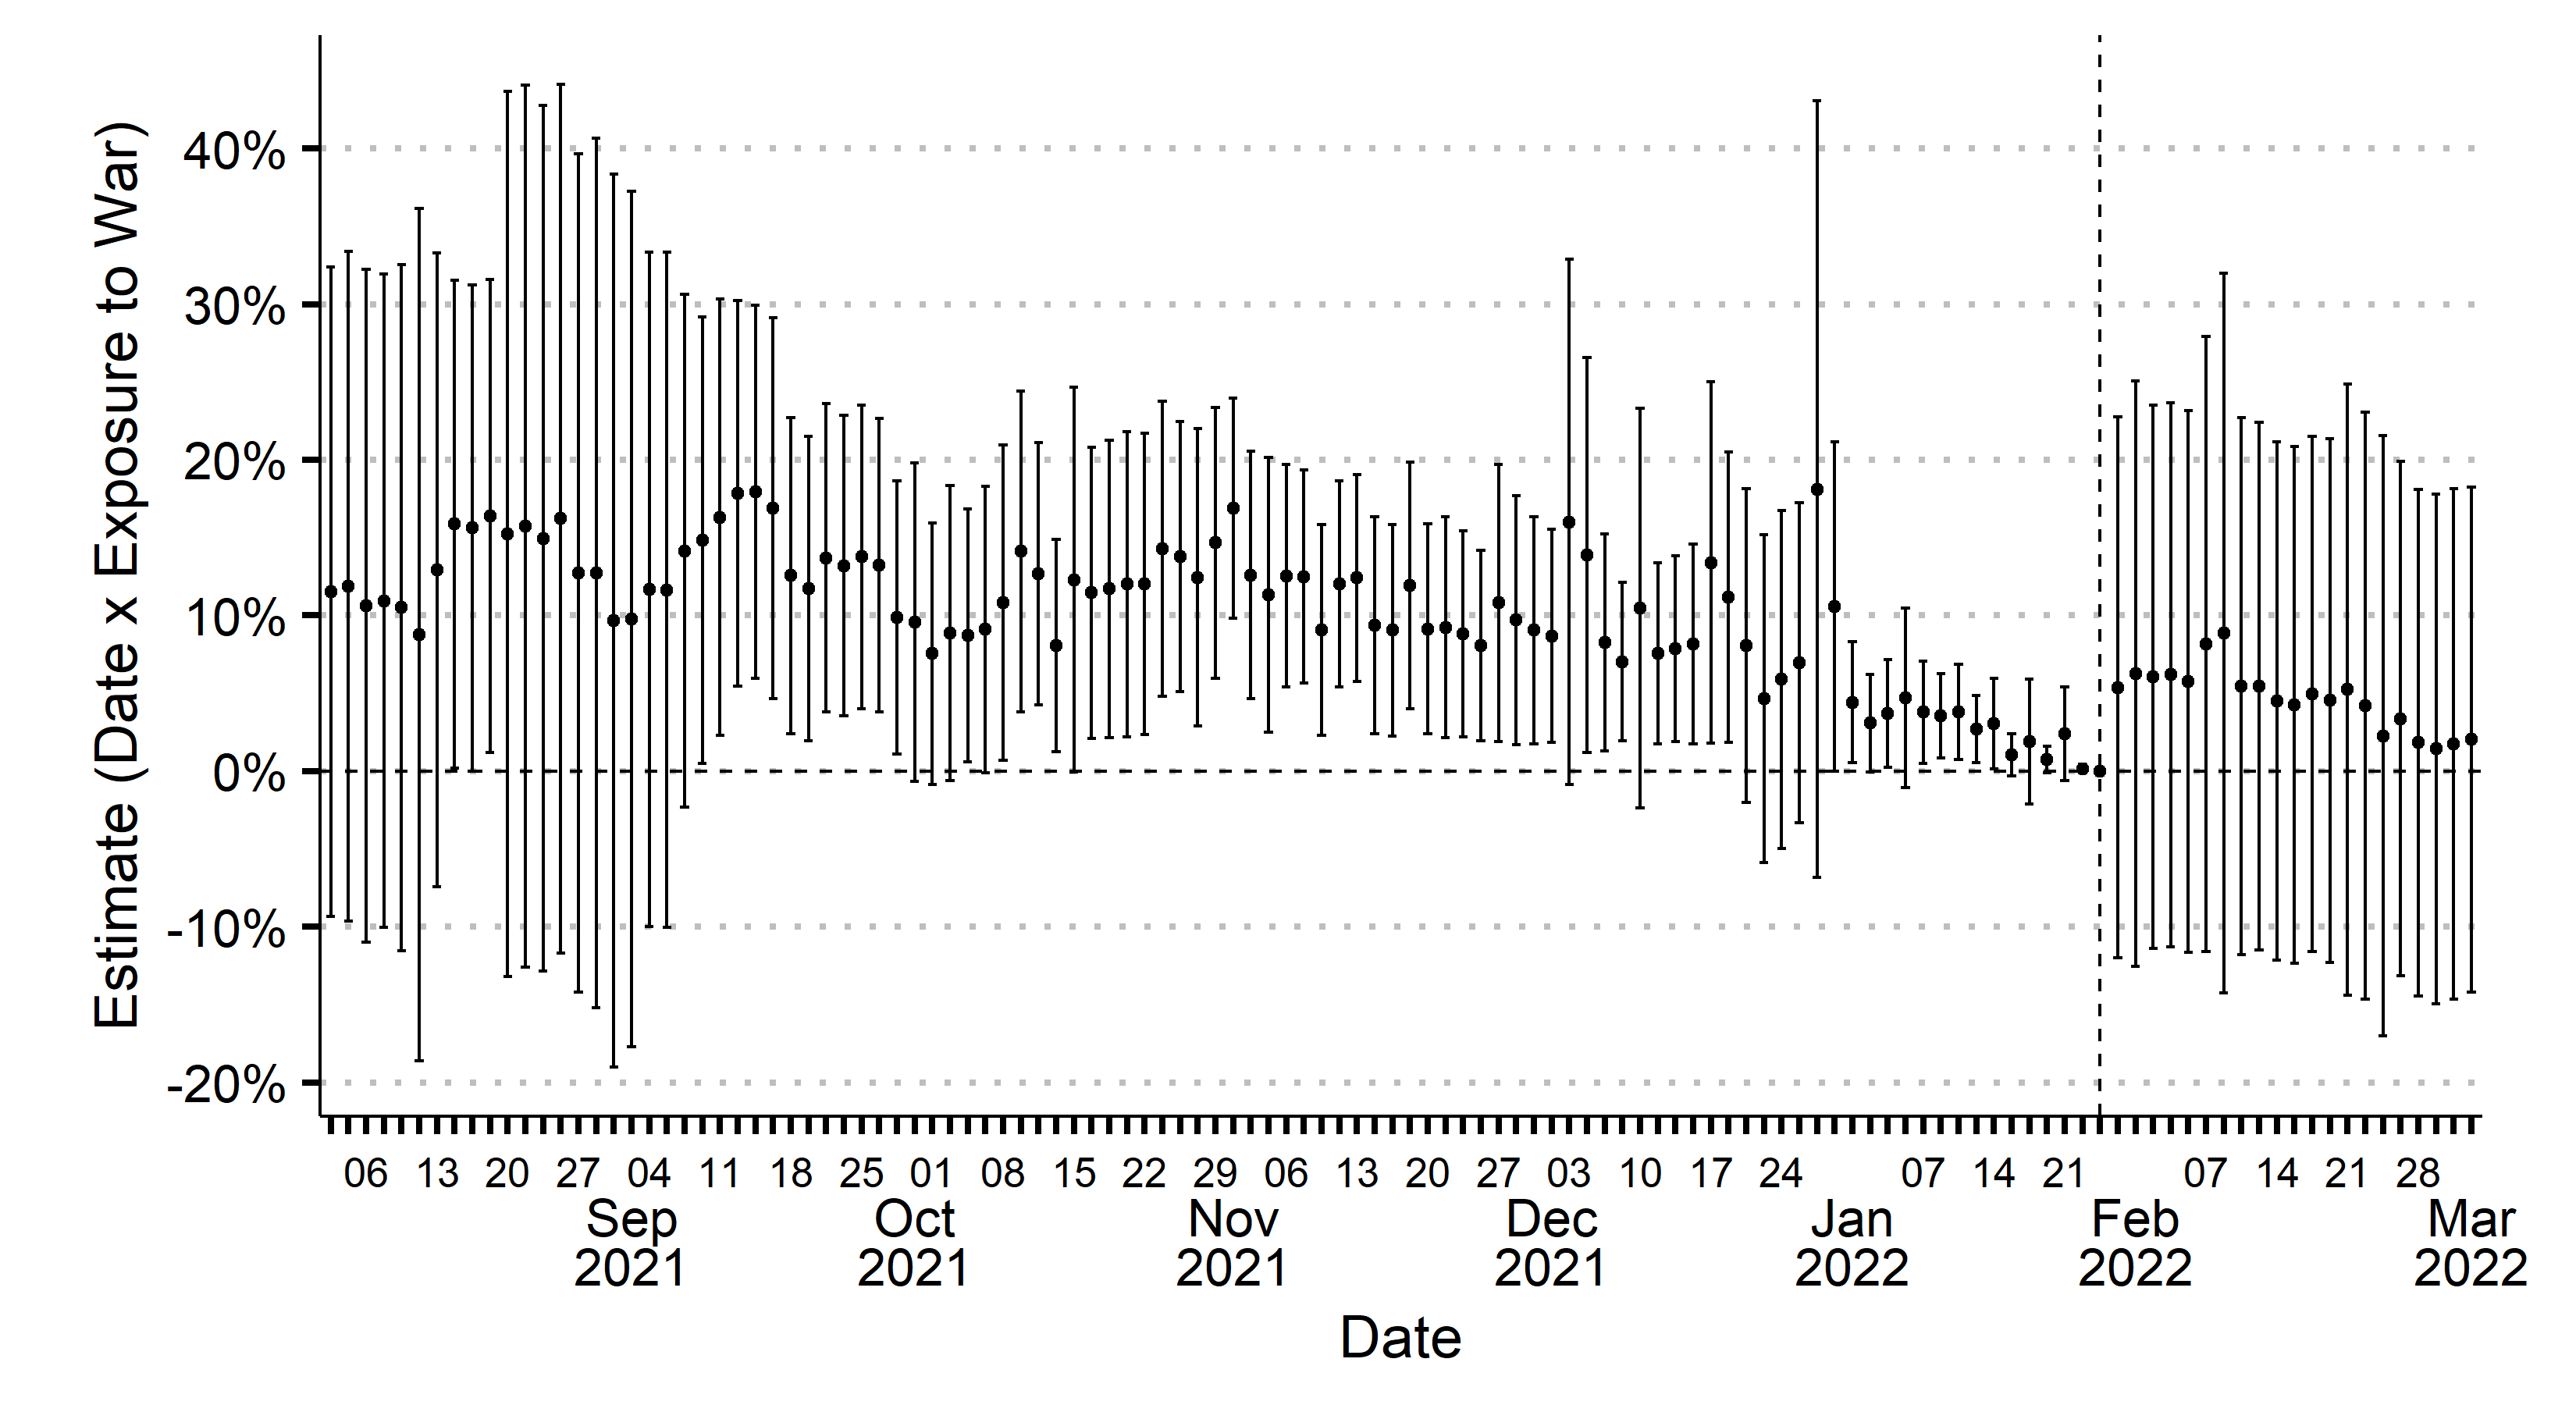 Estimate (Date x Exposure to War)
40%
30%
20%
10%
0%
-10%
-20%
06 13 20 27 04 11 18 25 01 08 15 22 29 06 13 20 27 03 10 17 24 07 14 21 07 14 21 28
Sep Oct Nov Dec Jan Feb Mar
2021 2021 2021 2021 2022 2022 2022
Date